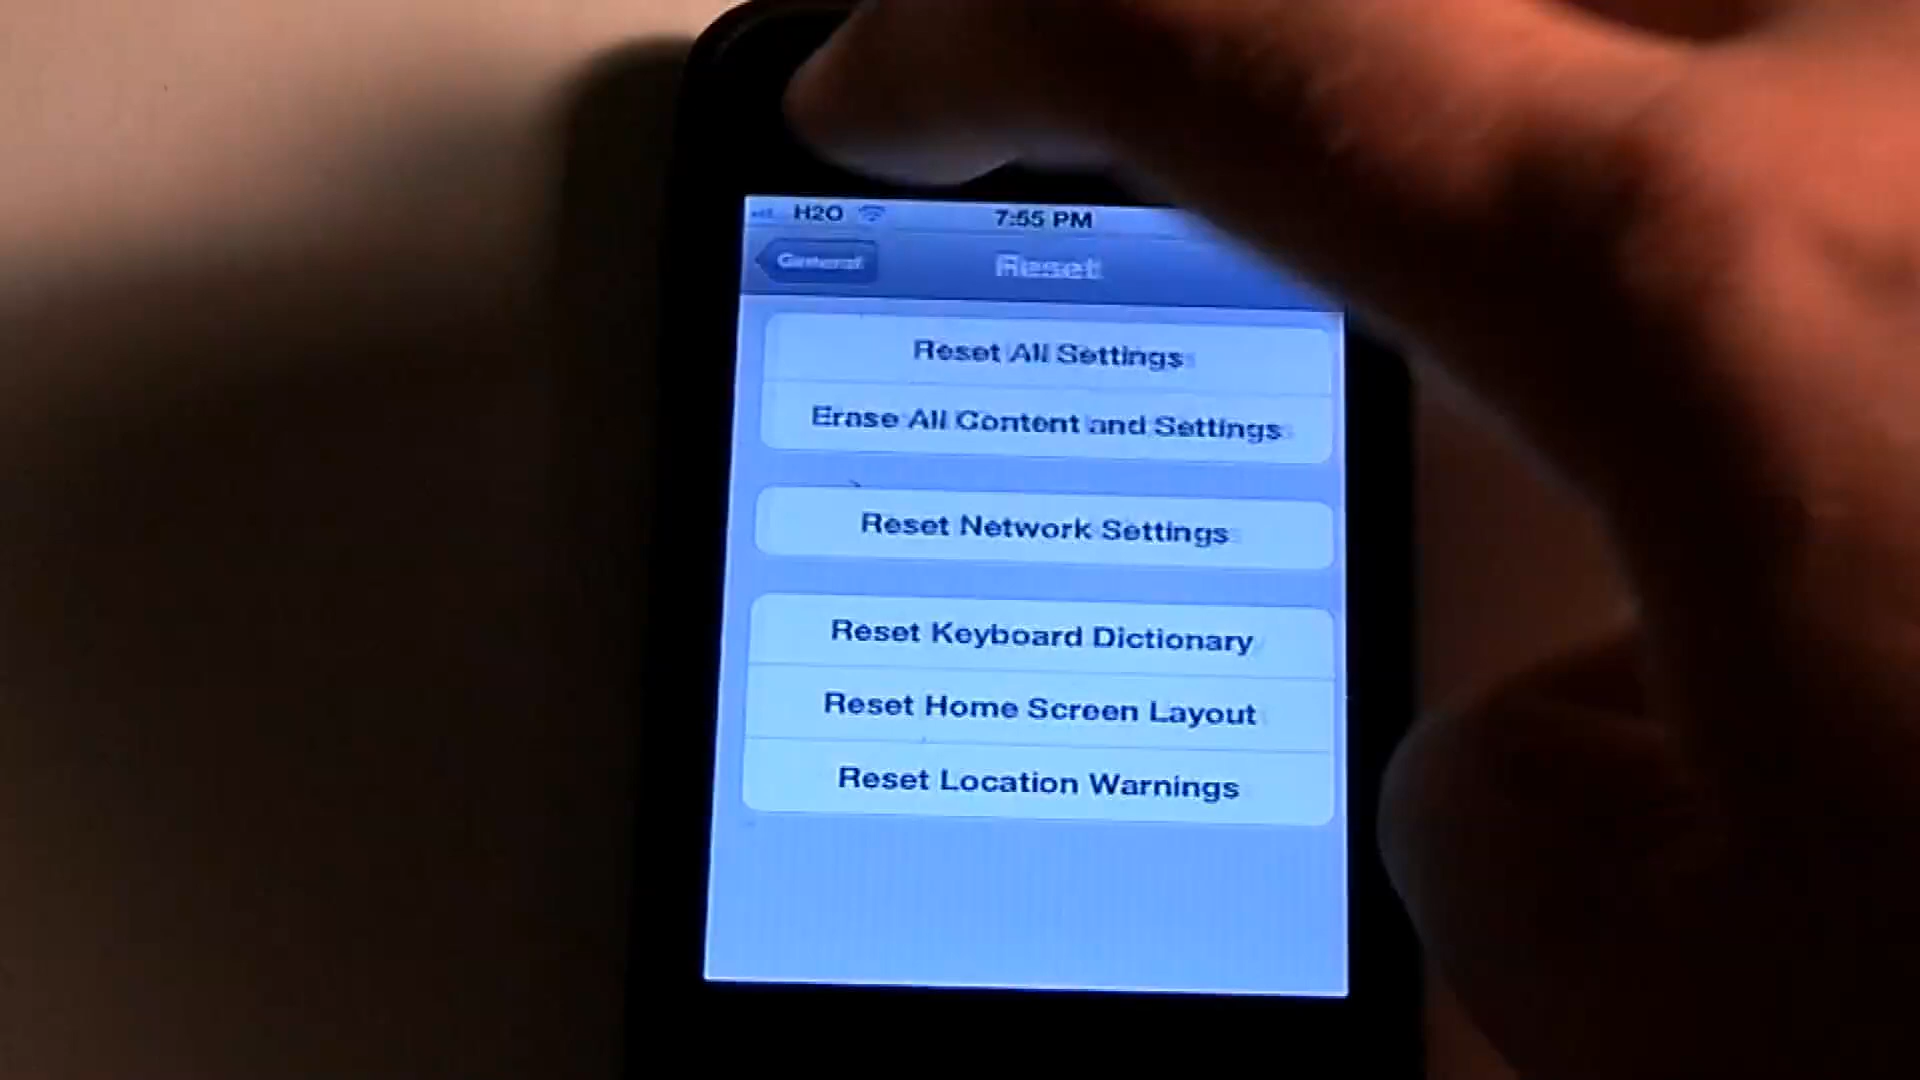 H2O 7:55 PM
General Reset
Reset All Settings
Erase All Content and Settings
Reset Network Settings
Reset Keyboard Dictionary
Reset Home Screen Layout
Reset Location Warnings